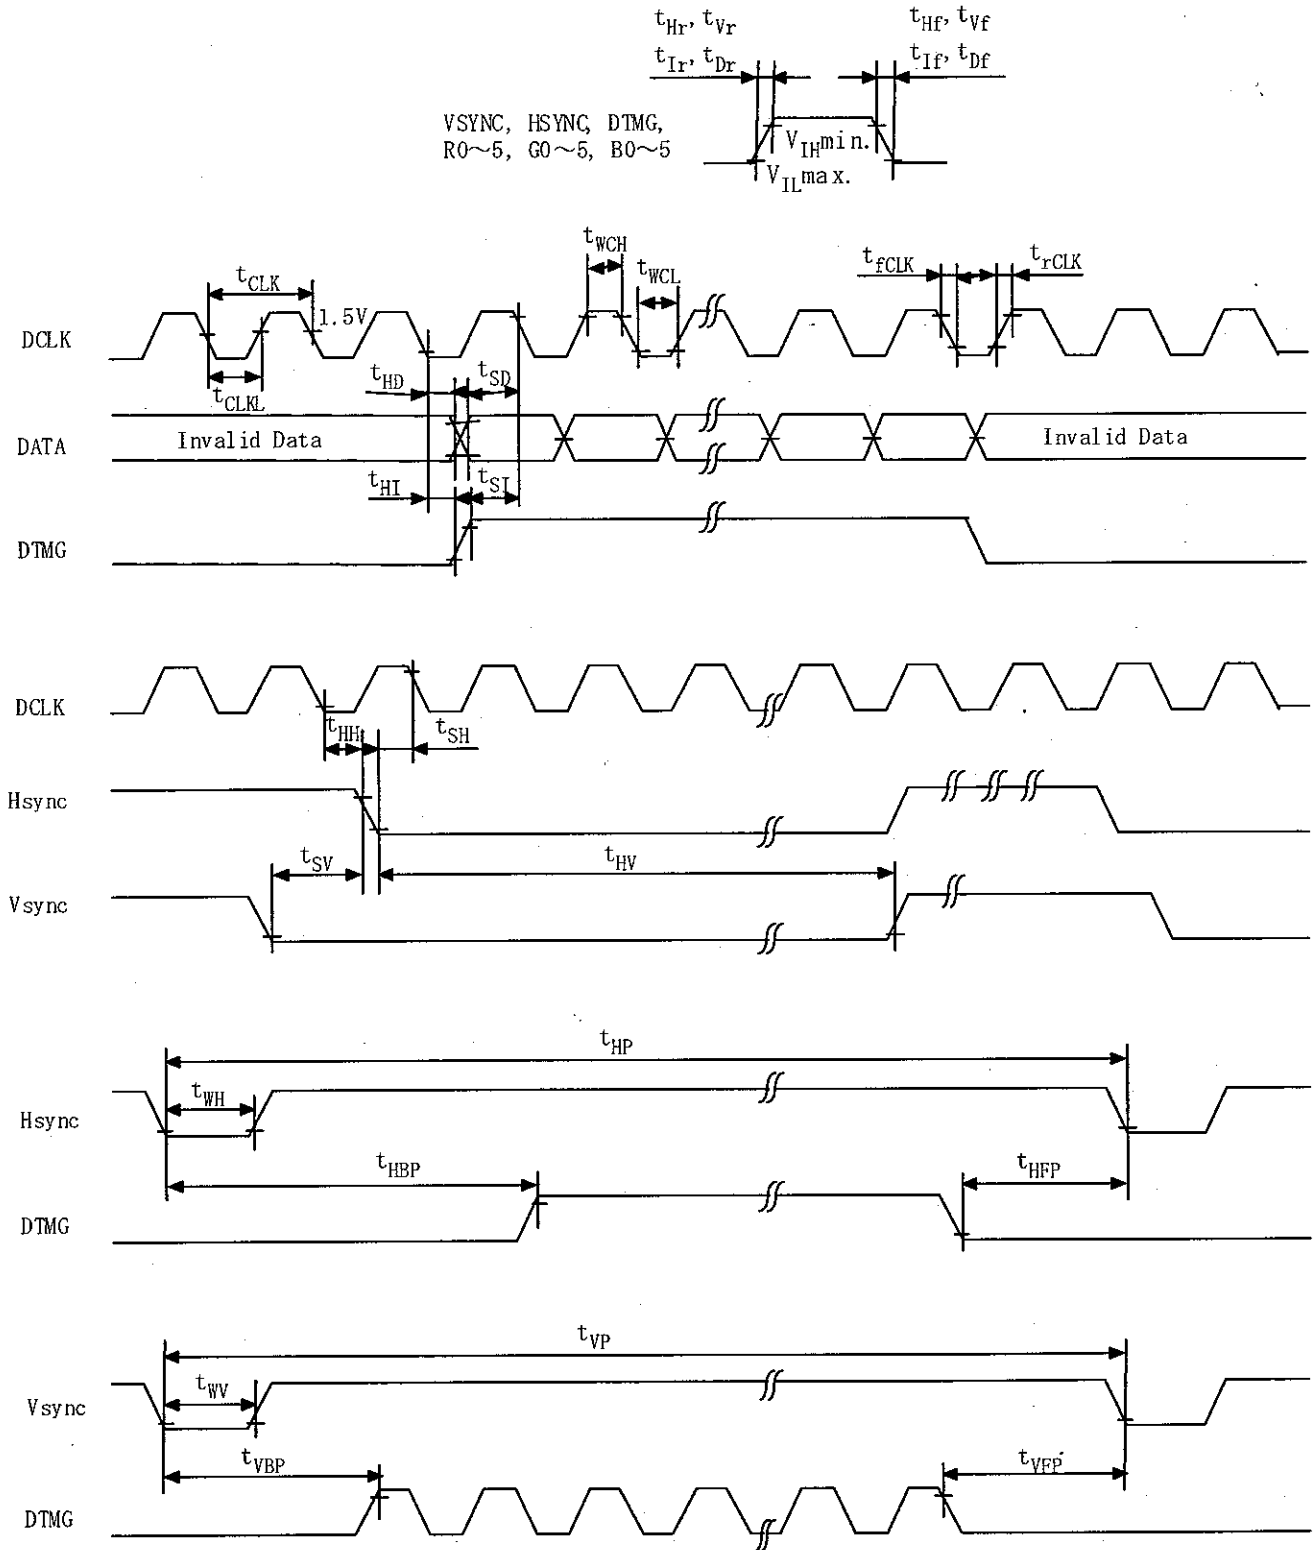 tHr, tVr
tHf, tVf
tIr, tDr
tIf, tDf
VSYNC, HSYNC, DTMG,
R0～5, G0～5, B0～5
VIHmin.
VILmax.
tWCH
tWCL
tfCLK
trCLK
tCLK
1.5V
DCLK
tCLKL
tHD
tSD
DATA
Invalid Data
Invalid Data
tHI
tSI
DTMG
DCLK
tHH
tSH
Hsync
tSV
tHV
Vsync
tHP
Hsync
tWH
tHBP
tHFP
DTMG
tVP
Vsync
tWV
tVBP
tVFP
DTMG